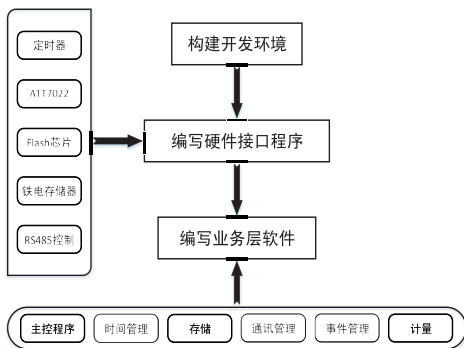 定时器
ATT7022
Flash芯片
铁电存储器
RS485控制
构建开发环境
编写硬件接口程序
编写业务层软件
主控程序
时间管理
存储
通讯管理
事件管理
计量